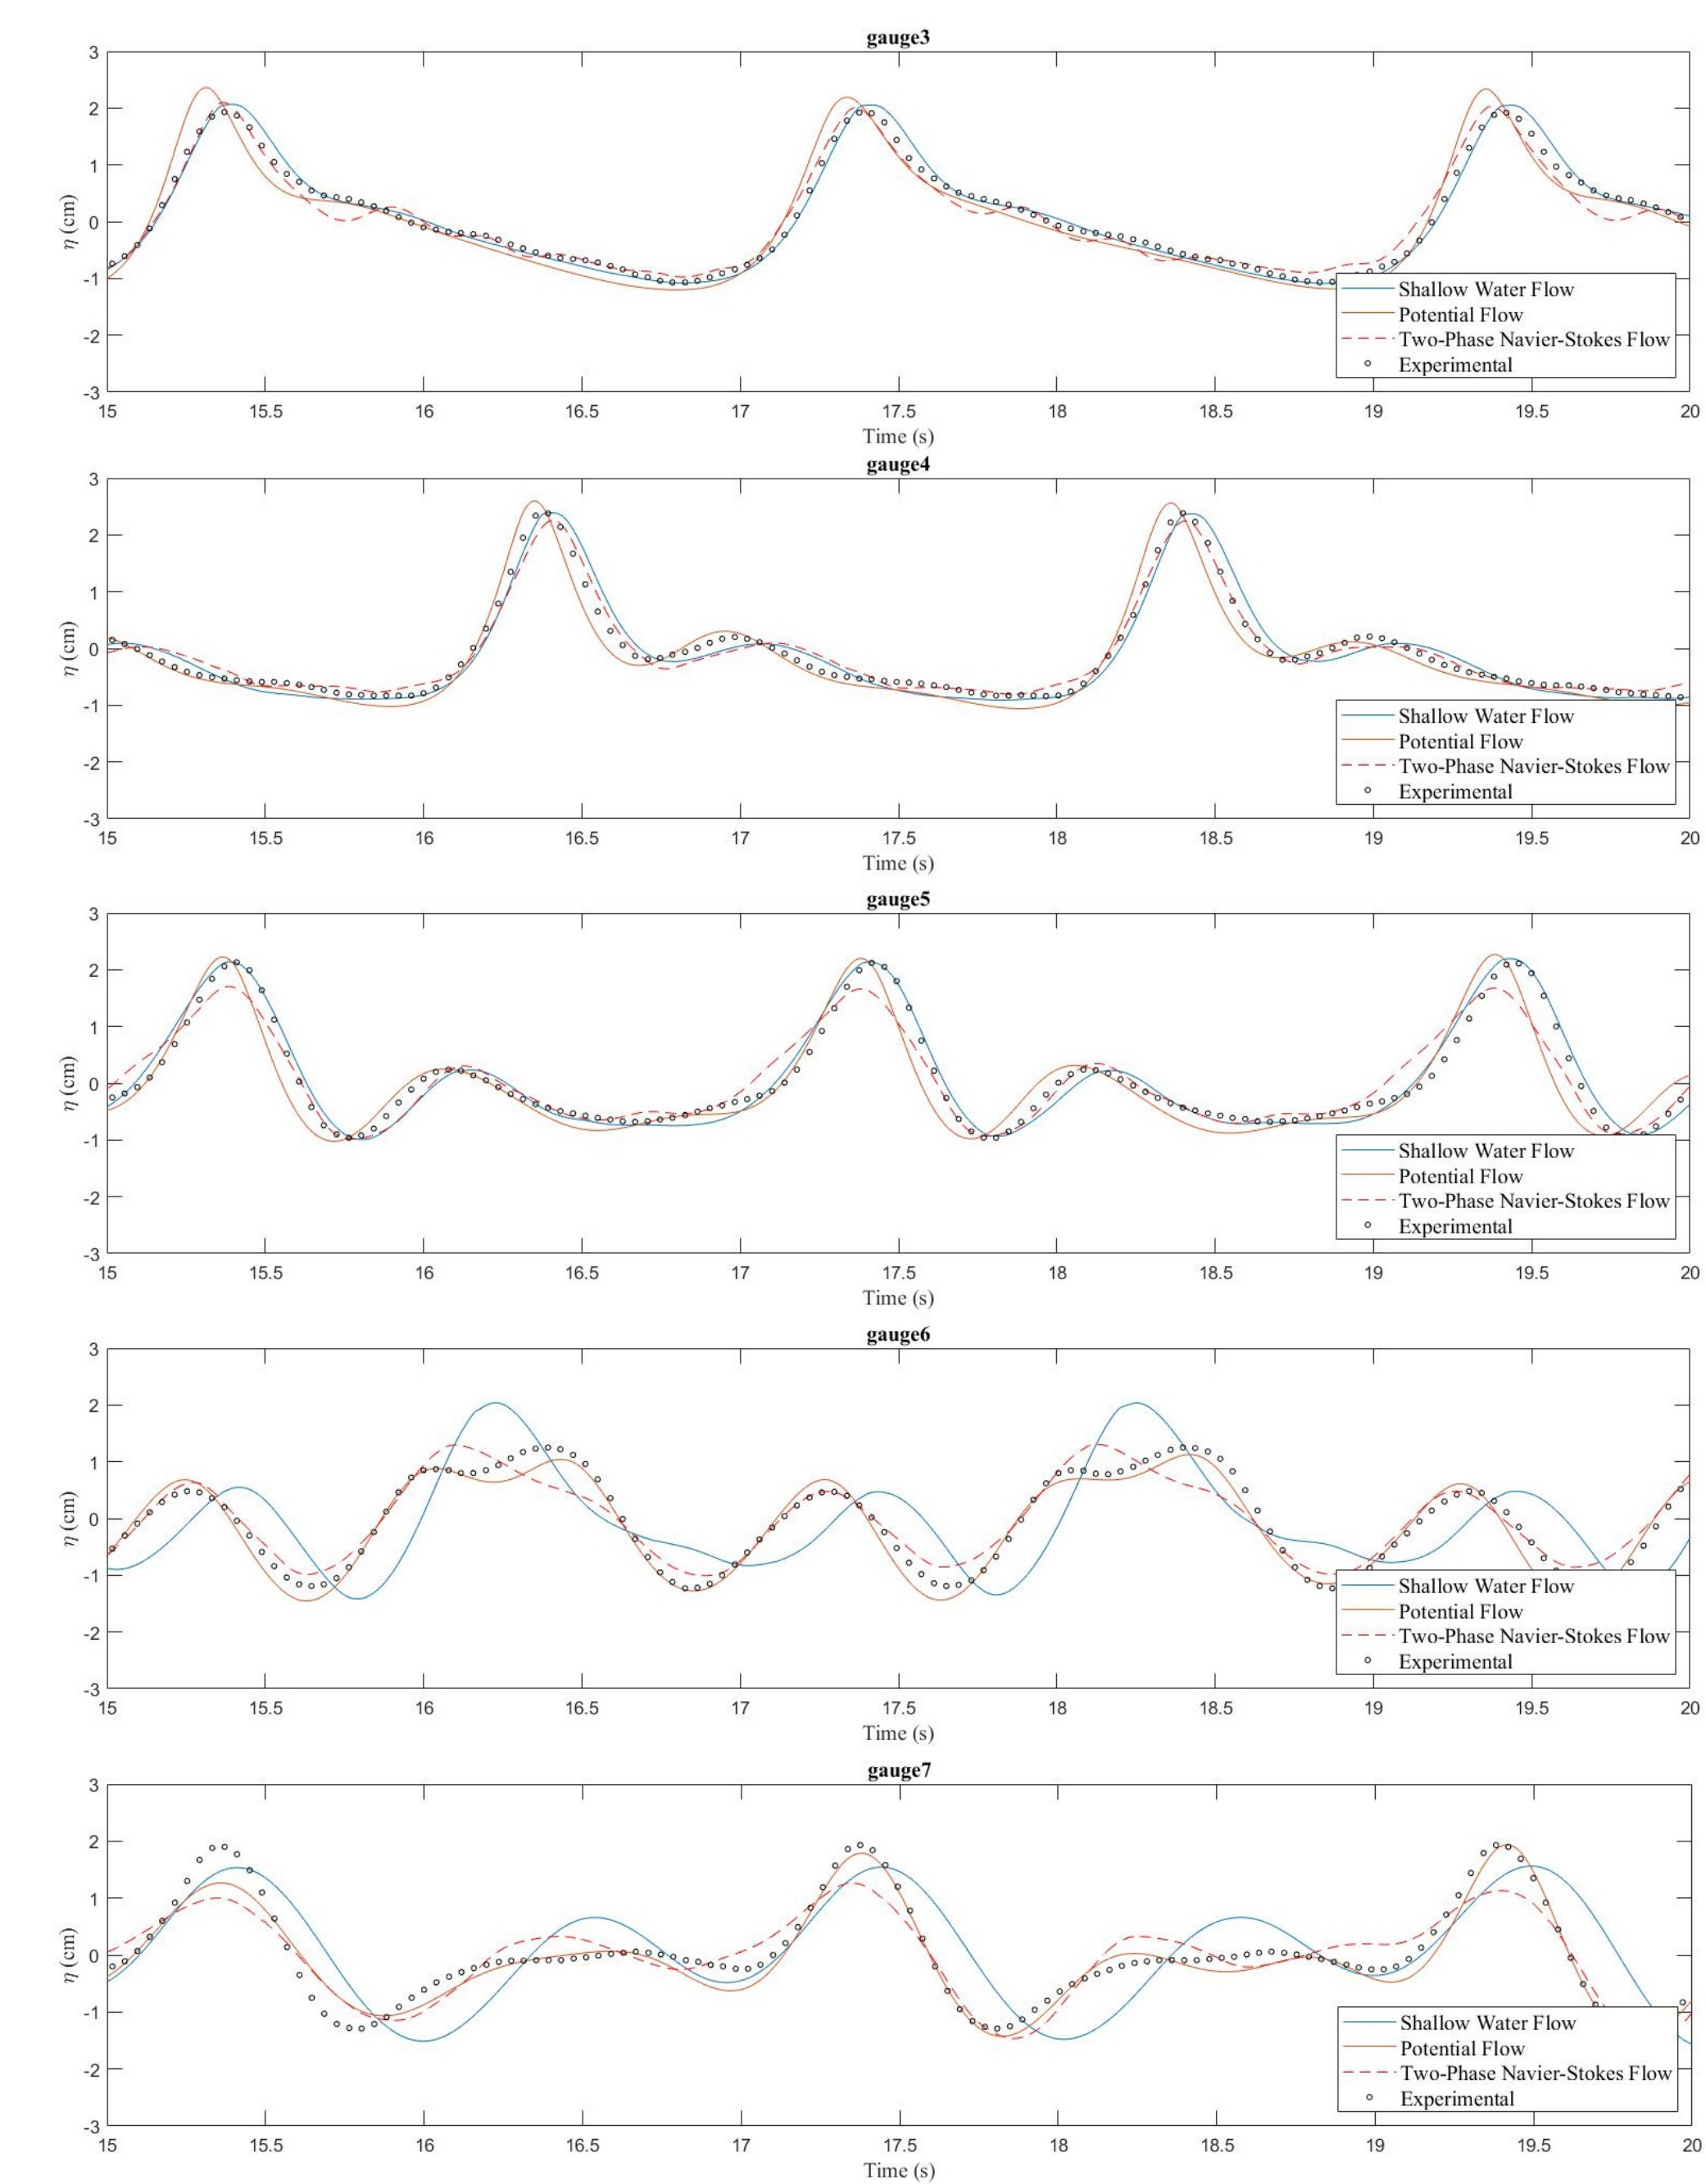 gauge3
3
2
1
0
-1
-2
-3
η (cm)
Shallow Water Flow
Potential Flow
Two-Phase Navier-Stokes Flow
Experimental
15 15.5 16 16.5 17 17.5 18 18.5 19 19.5 20
Time (s)
gauge4
3
2
1
0
-1
-2
-3
η (cm)
Shallow Water Flow
Potential Flow
Two-Phase Navier-Stokes Flow
Experimental
15 15.5 16 16.5 17 17.5 18 18.5 19 19.5 20
Time (s)
gauge5
3
2
1
0
-1
-2
-3
η (cm)
Shallow Water Flow
Potential Flow
Two-Phase Navier-Stokes Flow
Experimental
15 15.5 16 16.5 17 17.5 18 18.5 19 19.5 20
Time (s)
gauge6
3
2
1
0
-1
-2
-3
η (cm)
Shallow Water Flow
Potential Flow
Two-Phase Navier-Stokes Flow
Experimental
15 15.5 16 16.5 17 17.5 18 18.5 19 19.5 20
Time (s)
gauge7
3
2
1
0
-1
-2
-3
η (cm)
Shallow Water Flow
Potential Flow
Two-Phase Navier-Stokes Flow
Experimental
15 15.5 16 16.5 17 17.5 18 18.5 19 19.5 20
Time (s)